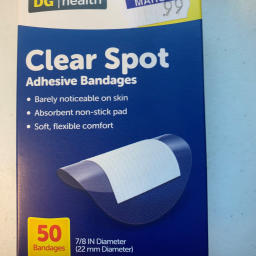 DG health
.99
Clear Spot
Adhesive Bandages
• Barely noticeable on skin
• Absorbent non-stick pad
• Soft, flexible comfort
50
Bandages
7/8 IN Diameter
(22 mm Diameter)